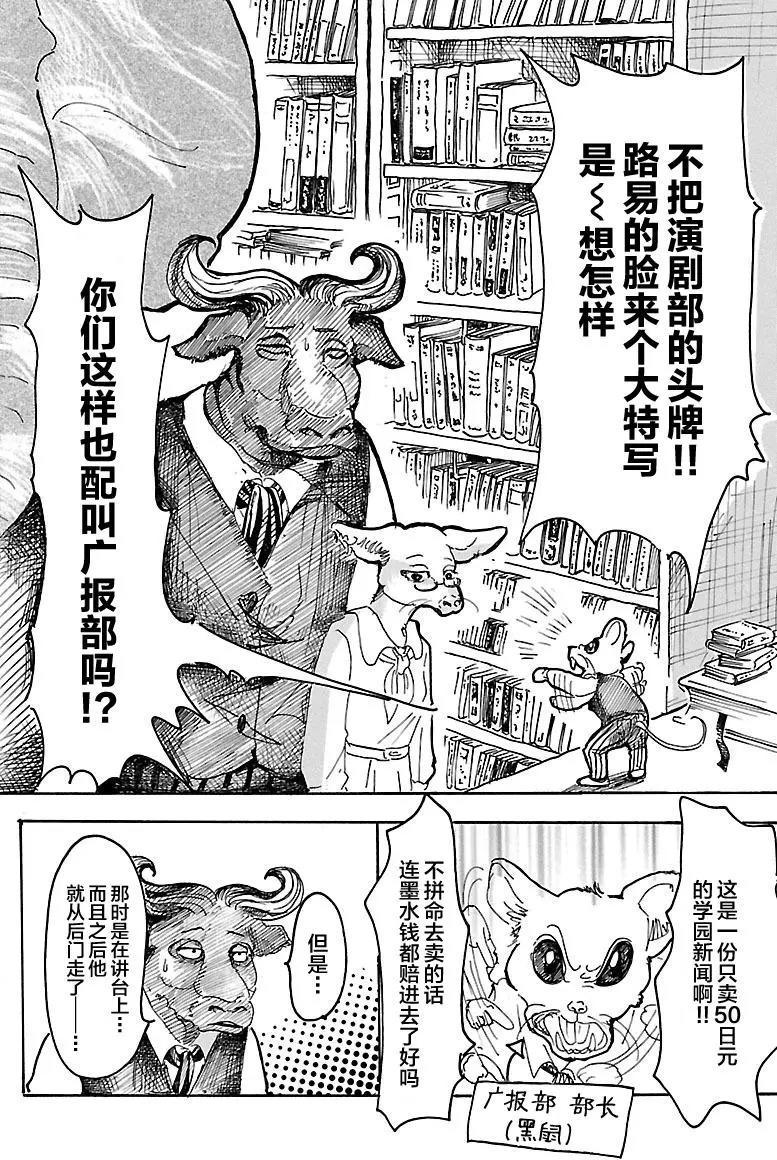 不把演剧部的头牌!!
路易的脸来个大特写
是～想怎样
你们这样也配叫广报部吗!?
这是一份只卖50日元
的学园新闻啊!!
不拼命去卖的话
连墨水钱都赔进去了好吗
广报部 部长
(黑鼠)
但是…
那时是在讲台上…
而且之后他
就从后门走了——